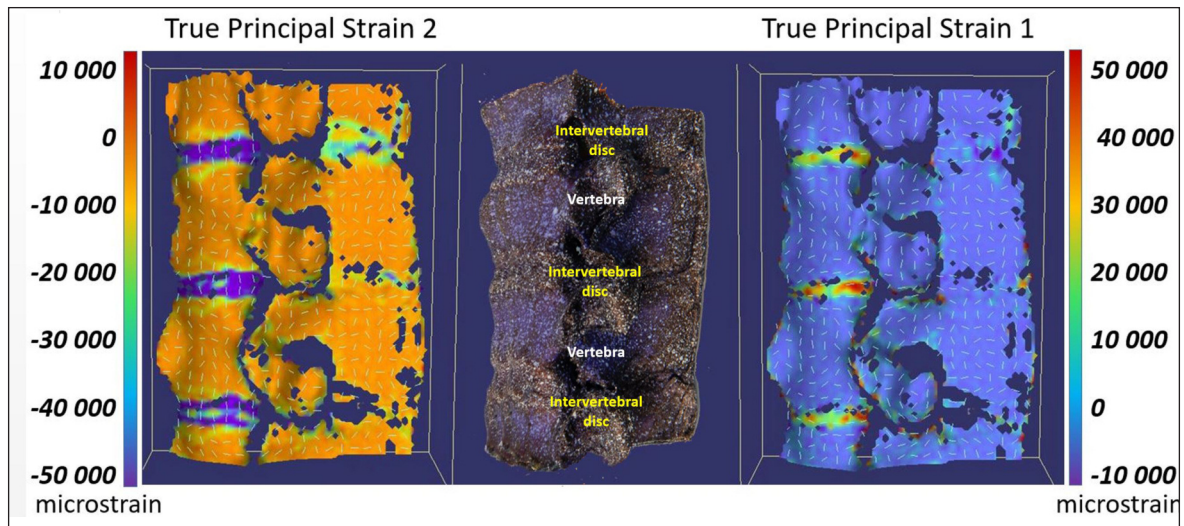 True Principal Strain 2
True Principal Strain 1
10 000
0
-10 000
-20 000
-30 000
-40 000
-50 000
microstrain
Intervertebral
disc
Vertebra
Intervertebral
disc
Vertebra
Intervertebral
disc
50 000
40 000
30 000
20 000
10 000
0
-10 000
microstrain